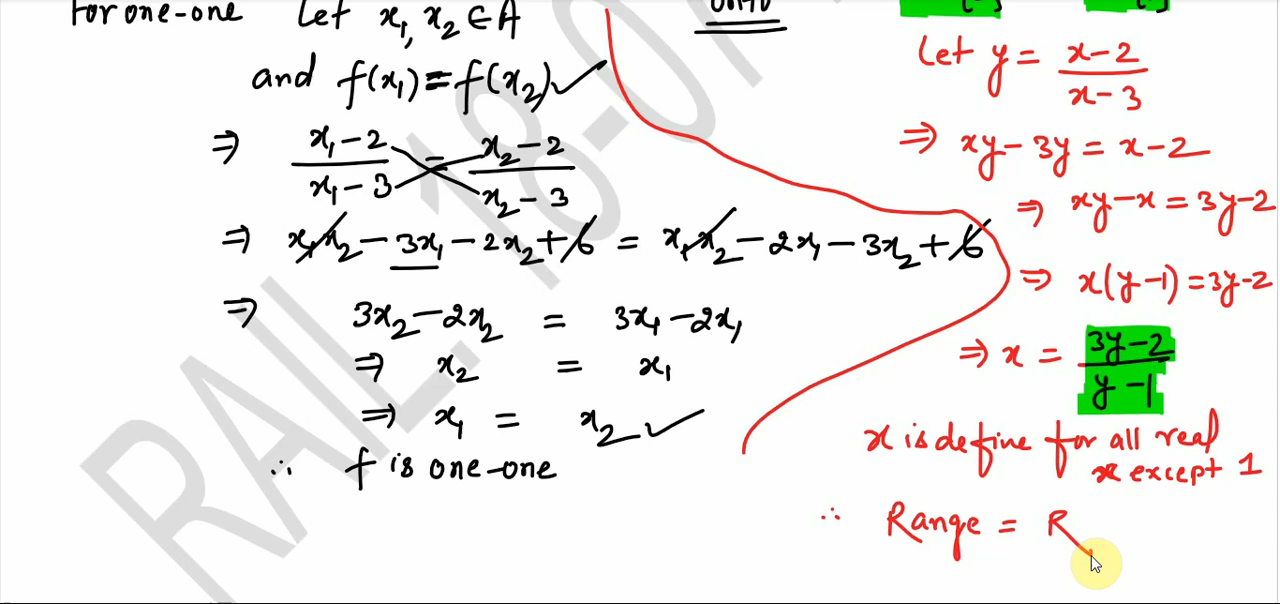 For one-one Let x₁, x₂ ∈ A
and f(x₁) = f(x₂) ✓
⇒ (x₁-2)/(x₁-3) = (x₂-2)/(x₂-3)
⇒ x₁x₂ - 3x₁ - 2x₂ + 6 = x₁x₂ - 2x₁ - 3x₂ + 6
⇒ 3x₂ - 2x₂ = 3x₁ - 2x₁
⇒ x₂ = x₁
⇒ x₁ = x₂ ✓
∴ f is one-one
Let y = (x-2)/(x-3)
⇒ xy - 3y = x - 2
⇒ xy - x = 3y - 2
⇒ x(y-1) = 3y-2
⇒ x = (3y-2)/(y-1)
x is define for all real
x except 1
∴ Range = R